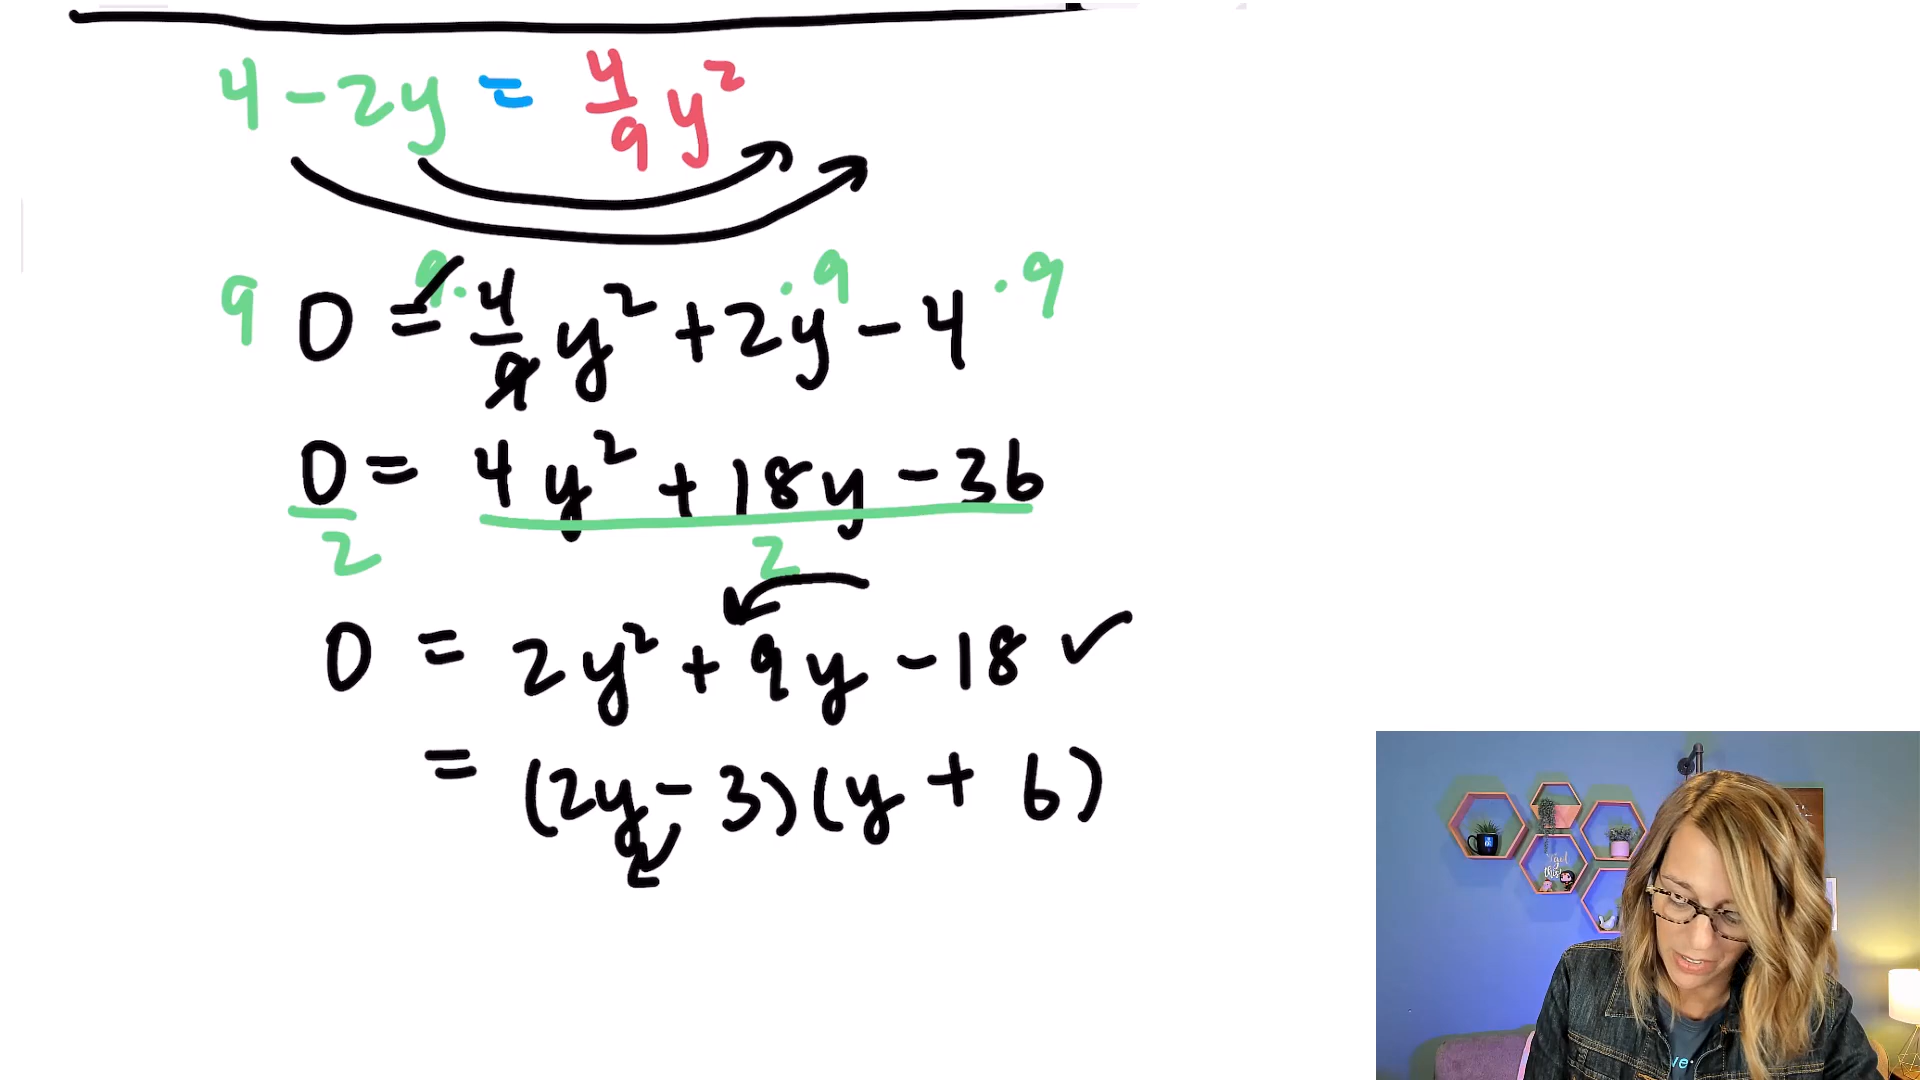 4 - 2y = 4/9 y²
9 0 = 9 · 4/9 y² + 2y · 9 - 4 · 9
0/2 = 4y² + 18y - 36 / 2
0 = 2y² + 9y - 18 ✓
= (2y - 3)(y + 6)